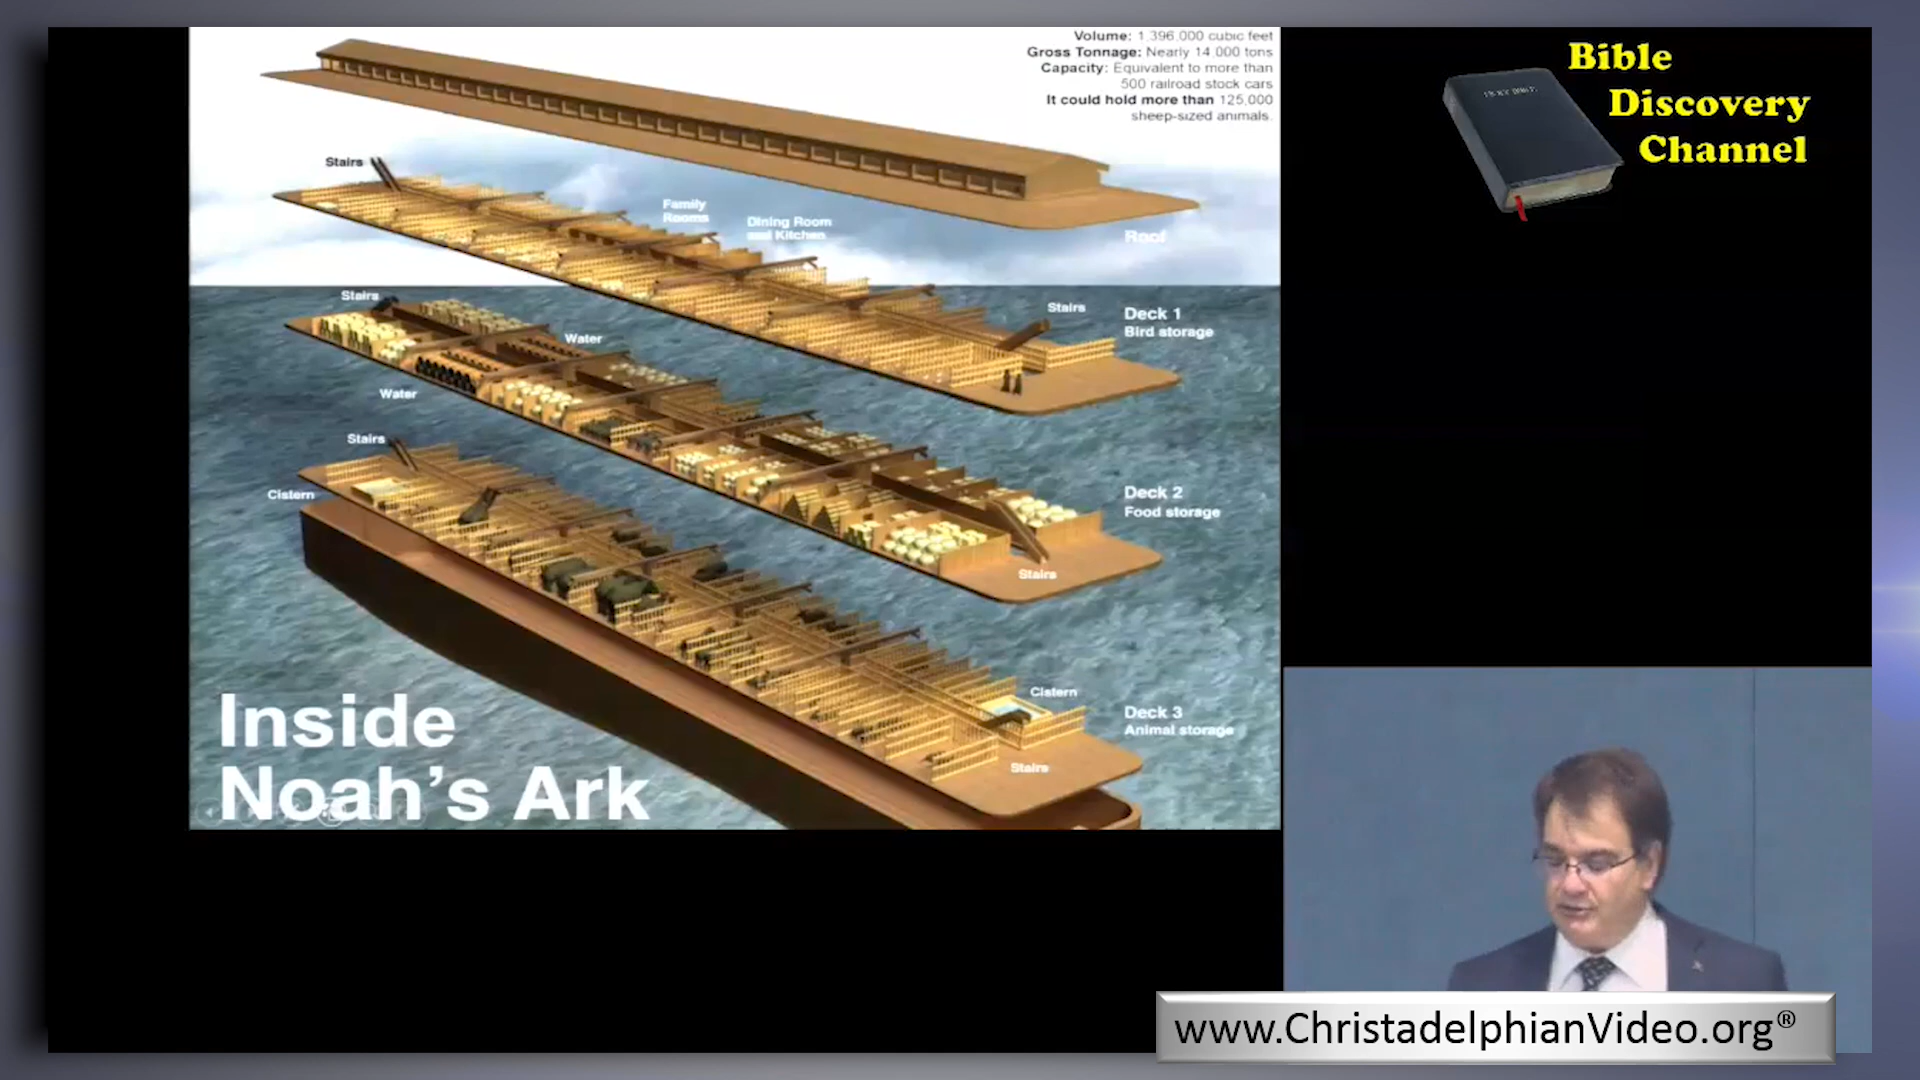 Volume: 1,396,000 cubic feet
Gross Tonnage: Nearly 14,000 tons
Capacity: Equivalent to more than
500 railroad stock cars
It could hold more than 125,000
sheep-sized animals.
Bible
Discovery
Channel
HOLY BIBLE
Stairs
Family
Rooms
Dining Room
and Kitchen
Roof
Stairs
Stairs
Deck 1
Bird storage
Water
Water
Stairs
Cistern
Deck 2
Food storage
Stairs
Cistern
Deck 3
Animal storage
Stairs
Inside
Noah's Ark
www.ChristadelphianVideo.org®